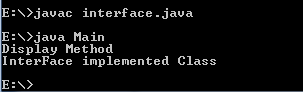 E:\>javac interface.java
E:\>java Main
Display Method
InterFace implemented Class
E:\>